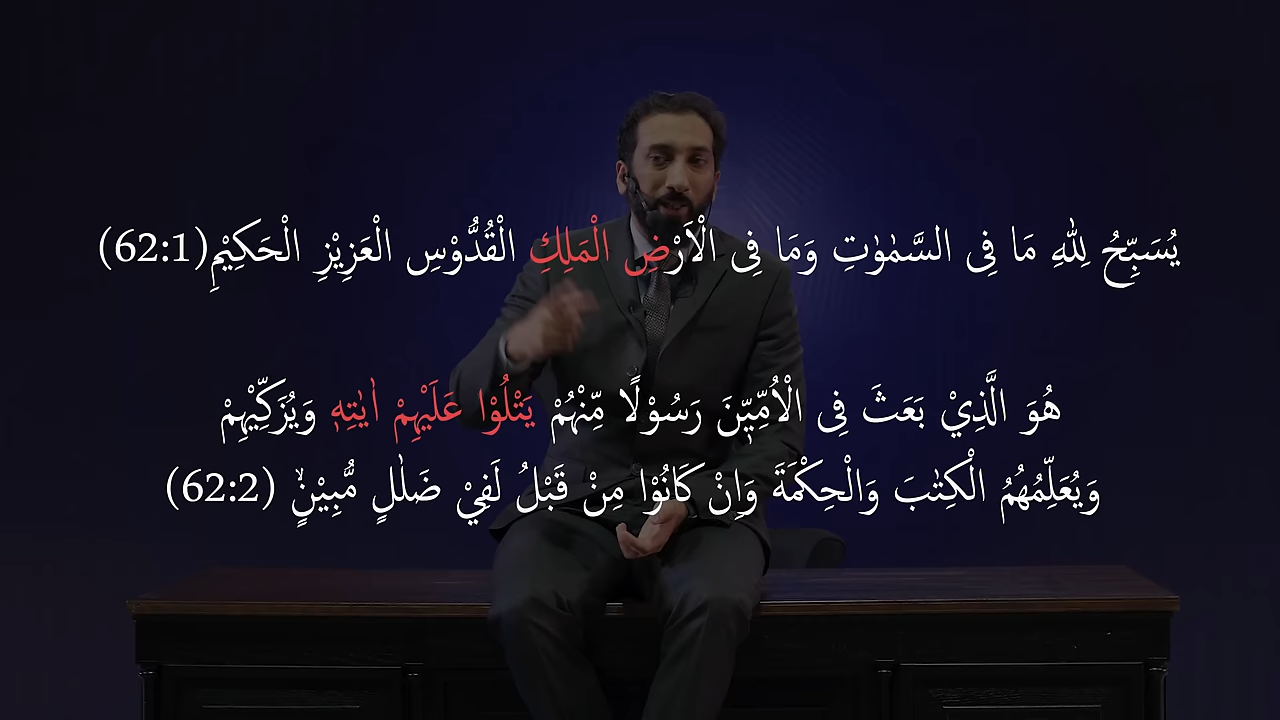 يُسَبِّحُ لِلّٰهِ مَا فِى السَّمٰوٰتِ وَمَا فِى الْاَرْضِ الْمَلِكِ الْقُدُّوْسِ الْعَزِيْزِ الْحَكِيْمِ(62:1)
هُوَ الَّذِيْ بَعَثَ فِى الْاُمِّيّٖنَ رَسُوْلًا مِّنْهُمْ يَتْلُوْا عَلَيْهِمْ اٰيٰتِهٖ وَيُزَكِّيْهِمْ
وَيُعَلِّمُهُمُ الْكِتٰبَ وَالْحِكْمَةَ وَاِنْ كَانُوْا مِنْ قَبْلُ لَفِيْ ضَلٰلٍ مُّبِيْنٍۙ (62:2)